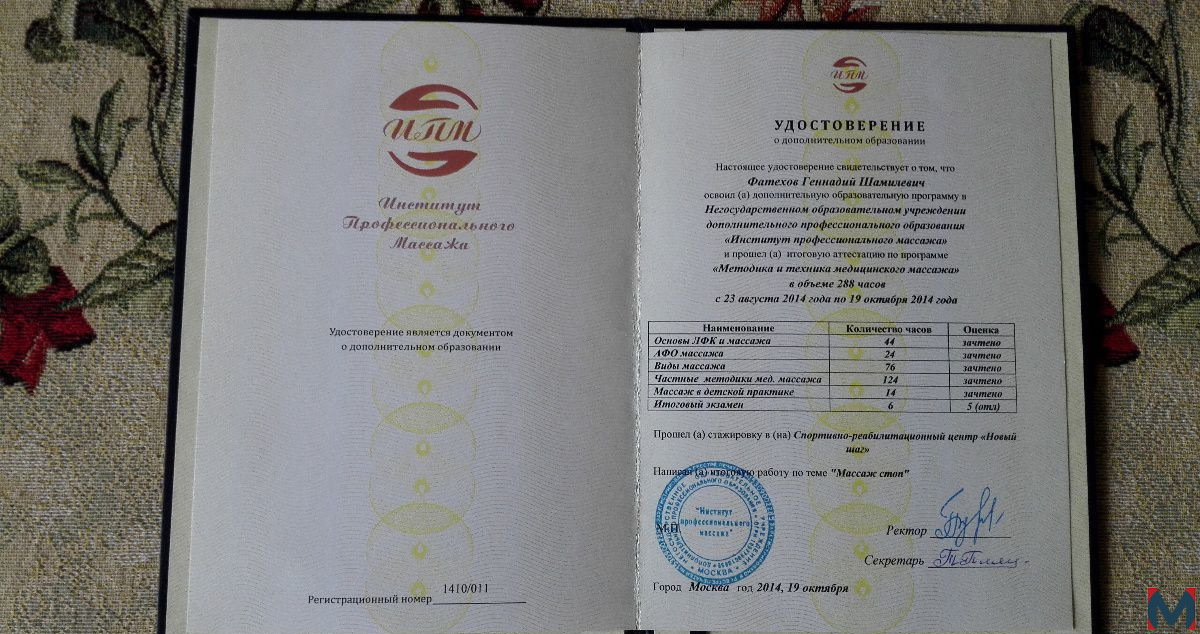 ИПМ
Институт
Профессионального
Массажа
Удостоверение является документом
о дополнительном образовании
Регистрационный номер 1410/011
ИПМ
УДОСТОВЕРЕНИЕ
о дополнительном образовании
Настоящее удостоверение свидетельствует о том, что
Фатехов Геннадий Шамилевич
освоил (а) дополнительную образовательную программу в
Негосударственном образовательном учреждении
дополнительного профессионального образования
«Институт профессионального массажа»
и прошел (а) итоговую аттестацию по программе
«Методика и техника медицинского массажа»
в объеме 288 часов
с 23 августа 2014 года по 19 октября 2014 года
Наименование Количество часов Оценка
Основы ЛФК и массажа 44 зачтено
АФО массажа 24 зачтено
Виды массажа 76 зачтено
Частные методики мед. массажа 124 зачтено
Массаж в детской практике 14 зачтено
Итоговый экзамен 6 5 (отл)
Прошел (а) стажировку в (на) Спортивно-реабилитационный центр «Новый
шаг»
Написал (а) итоговую работу по теме "Массаж стоп"
"Институт
профессионального
массажа"
МОСКВА
М.П.
Ректор
Секретарь
Город Москва год 2014, 19 октября
М